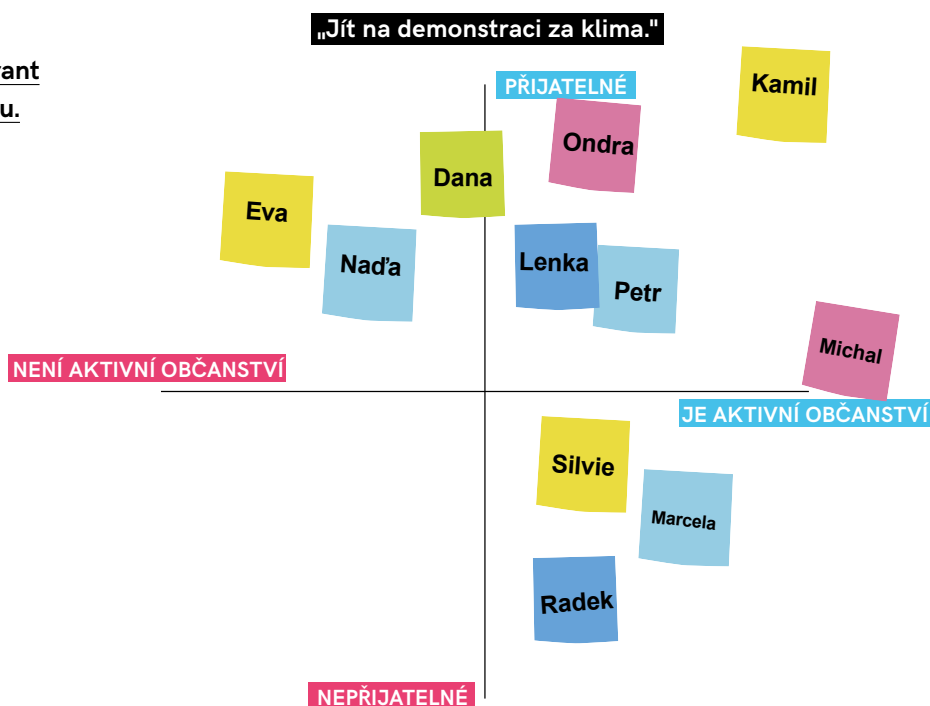 „Jít na demonstraci za klima."
PŘIJATELNÉ
Kamil
Ondra
Dana
Eva
Naďa
Lenka
Petr
Michal
NENÍ AKTIVNÍ OBČANSTVÍ
JE AKTIVNÍ OBČANSTVÍ
Silvie
Marcela
Radek
NEPŘIJATELNÉ